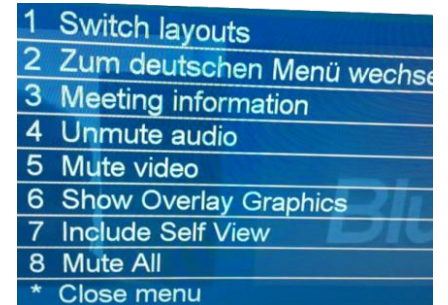 1 Switch layouts
2 Zum deutschen Menü wechse
3 Meeting information
4 Unmute audio
5 Mute video
6 Show Overlay Graphics
7 Include Self View
8 Mute All
* Close menu
Blu